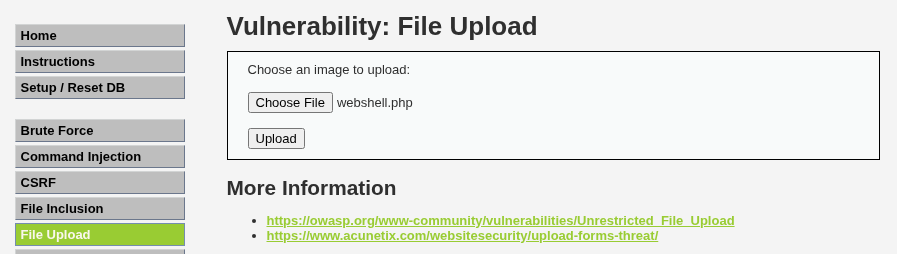 Home
Instructions
Setup / Reset DB
Brute Force
Command Injection
CSRF
File Inclusion
File Upload
Vulnerability: File Upload
Choose an image to upload:
Choose File webshell.php
Upload
More Information
https://owasp.org/www-community/vulnerabilities/Unrestricted_File_Upload
https://www.acunetix.com/websitesecurity/upload-forms-threat/